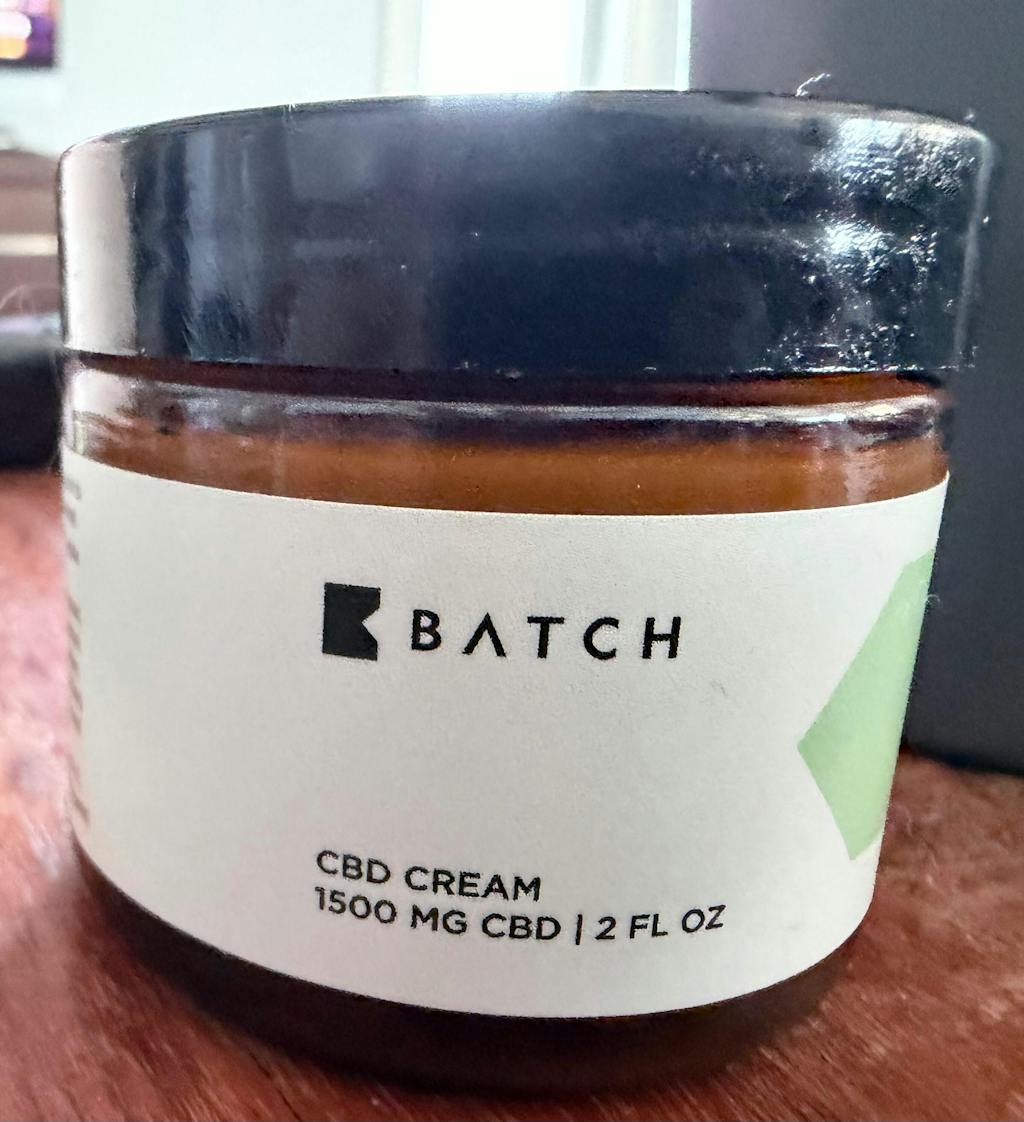 BATCH
CBD CREAM
1500 MG CBD | 2 FL OZ